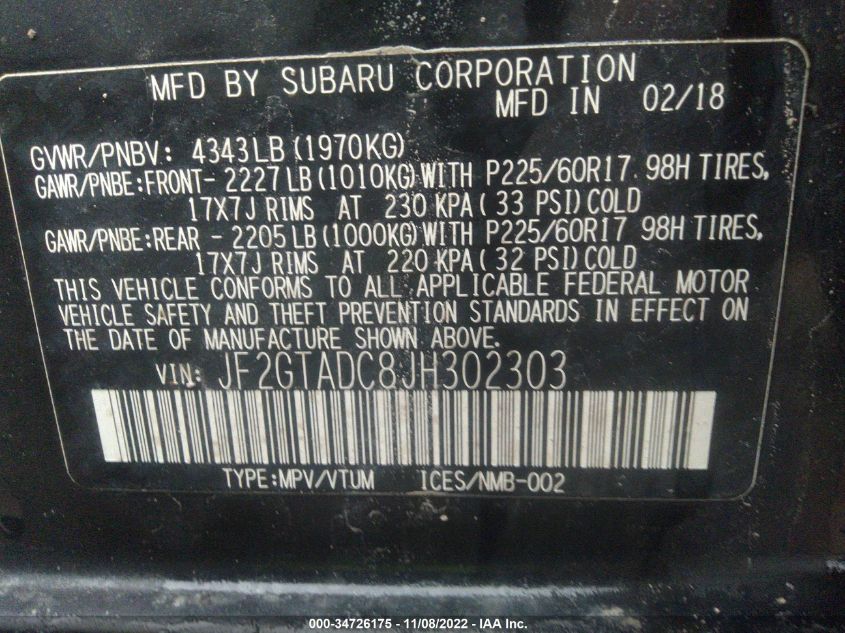 MFD BY SUBARU CORPORATION
MFD IN 02/18
GVWR/PNBV: 4343LB (1970KG)
GAWR/PNBE:FRONT- 2227 LB (1010KG) WITH P225/60R17 98H TIRES,
17X7J RIMS AT 230 KPA ( 33 PSI) COLD
GAWR/PNBE:REAR - 2205 LB (1000KG) WITH P225/60R17 98H TIRES,
17X7J RIMS AT 220 KPA ( 32 PSI) COLD
THIS VEHICLE CONFORMS TO ALL APPLICABLE FEDERAL MOTOR
VEHICLE SAFETY AND THEFT PREVENTION STANDARDS IN EFFECT ON
THE DATE OF MANUFACTURE SHOWN ABOVE.
VIN: JF2GTADC8JH302303
TYPE:MPV/VTUM ICES/NMB-002
000-34726175 - 11/08/2022 - IAA Inc.